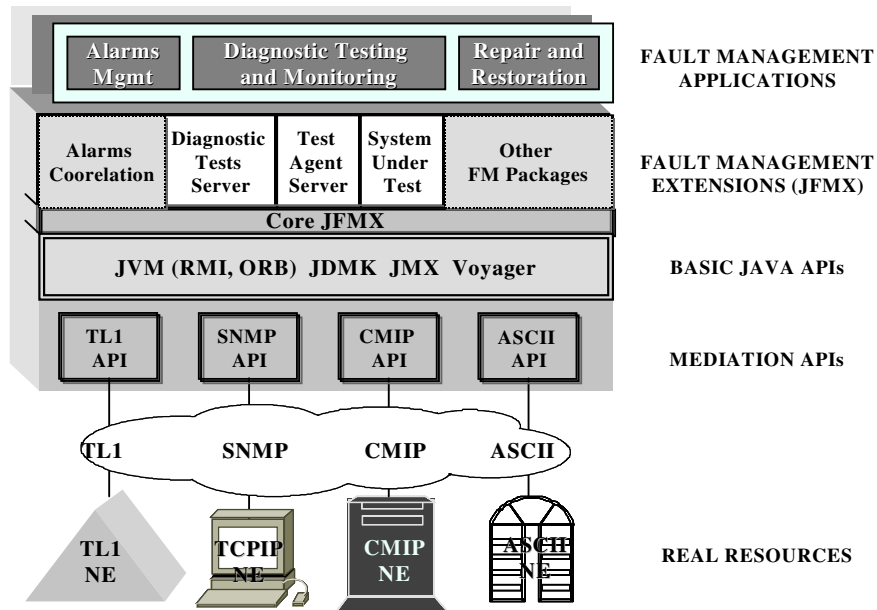 Alarms
Mgmt
Diagnostic Testing
and Monitoring
Repair and
Restoration
FAULT MANAGEMENT
APPLICATIONS
Alarms
Coorelation
Diagnostic
Tests
Server
Test
Agent
Server
System
Under
Test
Other
FM Packages
FAULT MANAGEMENT
EXTENSIONS (JFMX)
Core JFMX
JVM (RMI, ORB) JDMK JMX Voyager
BASIC JAVA APIs
TL1
API
SNMP
API
CMIP
API
ASCII
API
MEDIATION APIs
TL1
SNMP
CMIP
ASCII
TL1
NE
TCPIP
NE
CMIP
NE
ASCII
NE
REAL RESOURCES